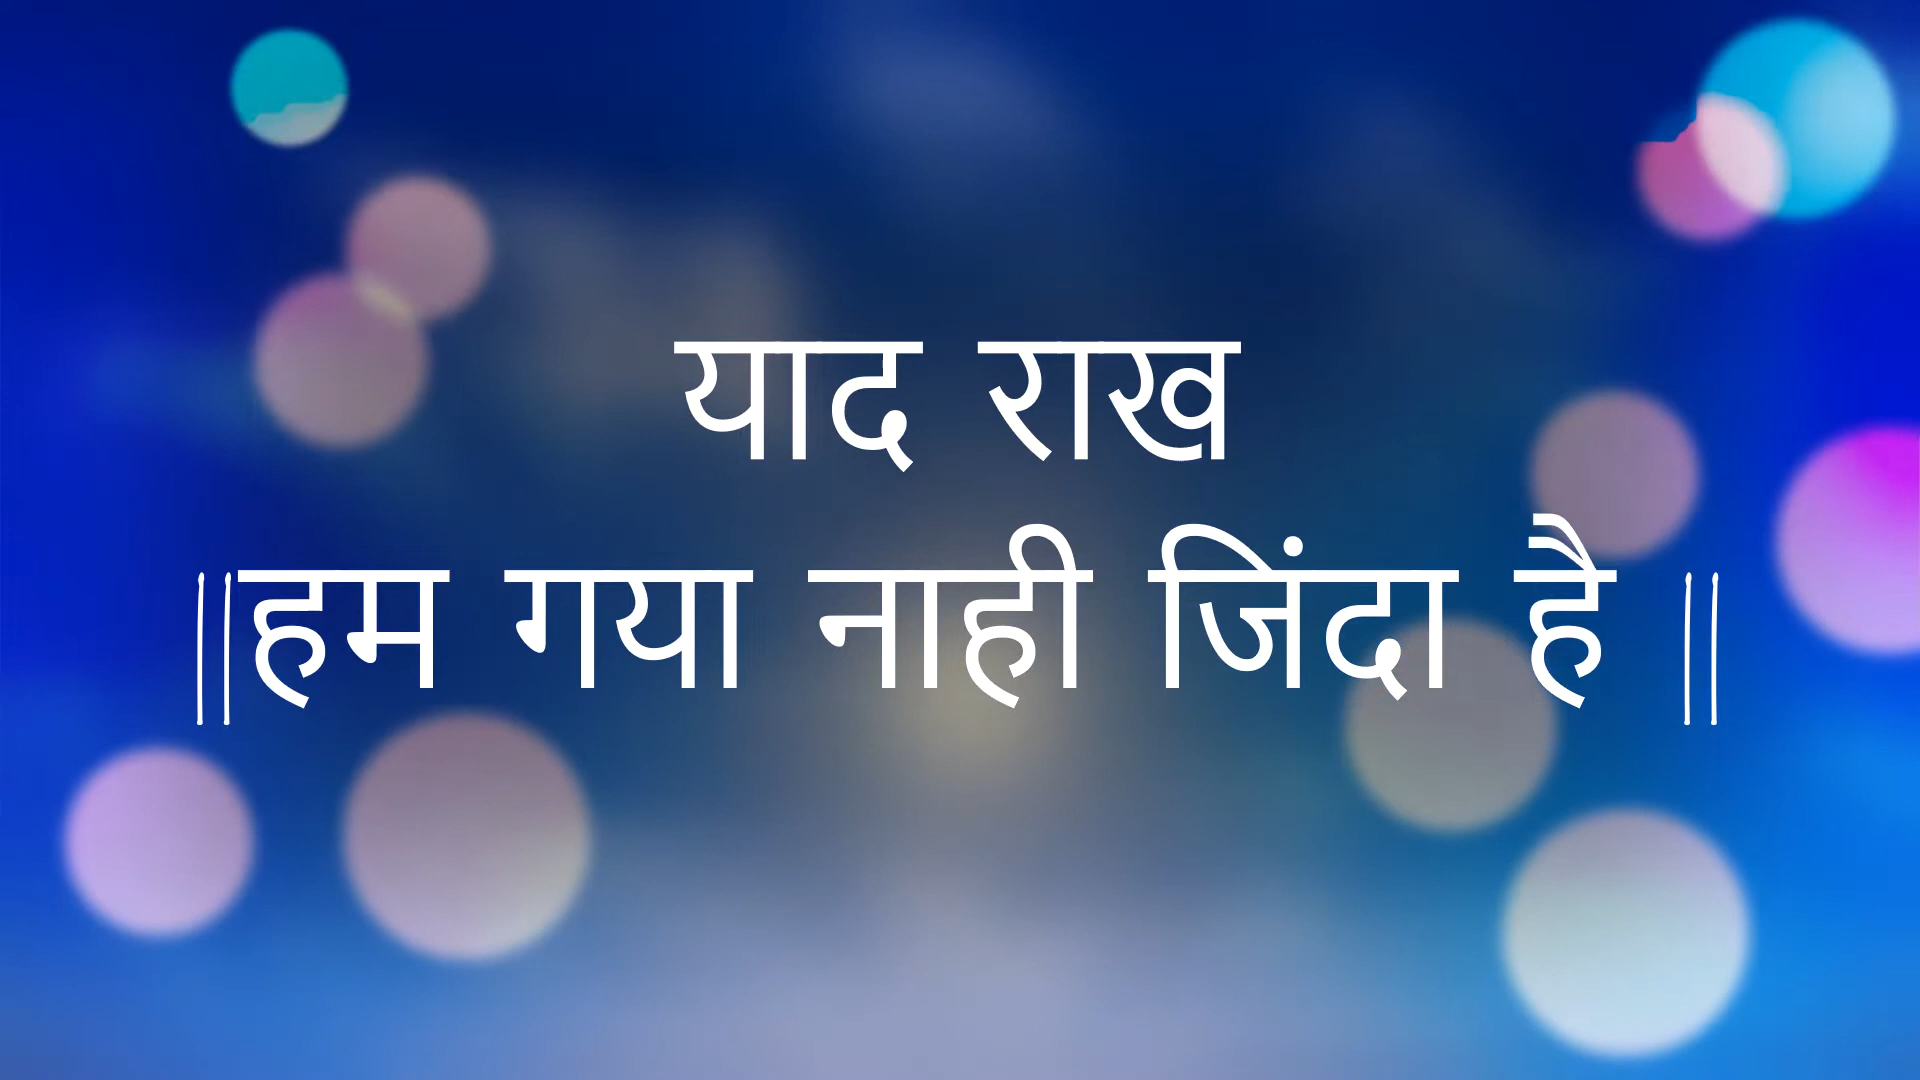 याद राख
||हम गया नाही जिंदा है ||